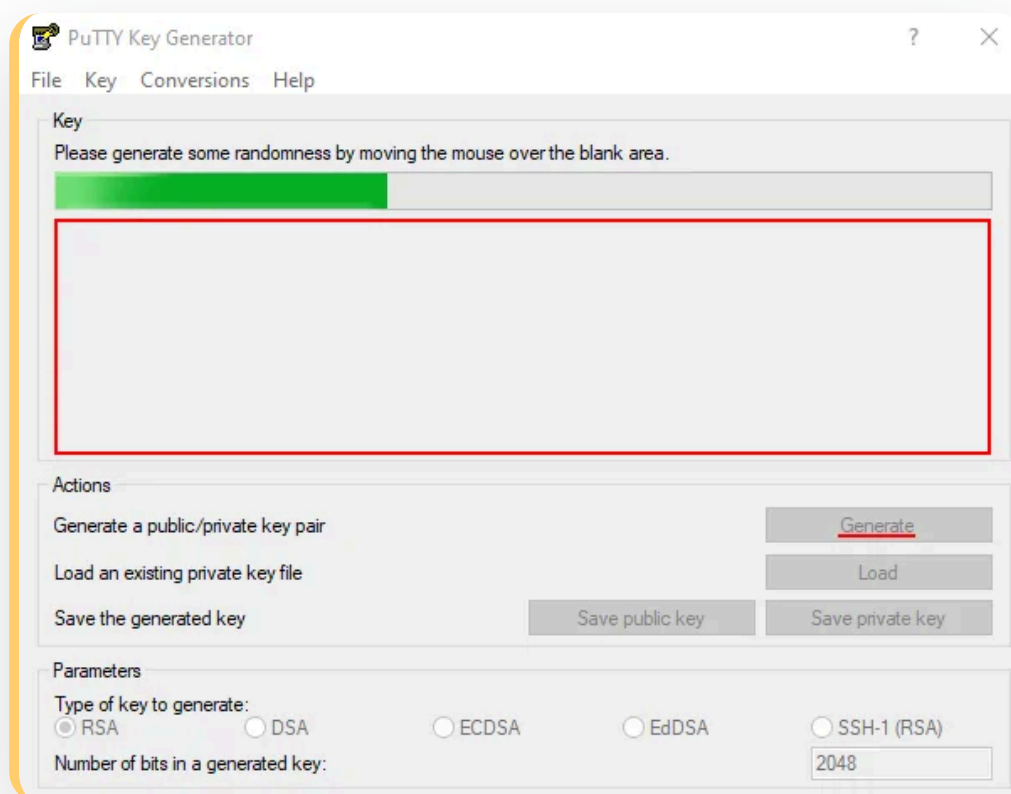 PuTTY Key Generator ?
File Key Conversions Help
Key
Please generate some randomness by moving the mouse over the blank area.
Actions
Generate a public/private key pair Generate
Load an existing private key file Load
Save the generated key Save public key Save private key
Parameters
Type of key to generate:
RSA DSA ECDSA EdDSA SSH-1 (RSA)
Number of bits in a generated key: 2048